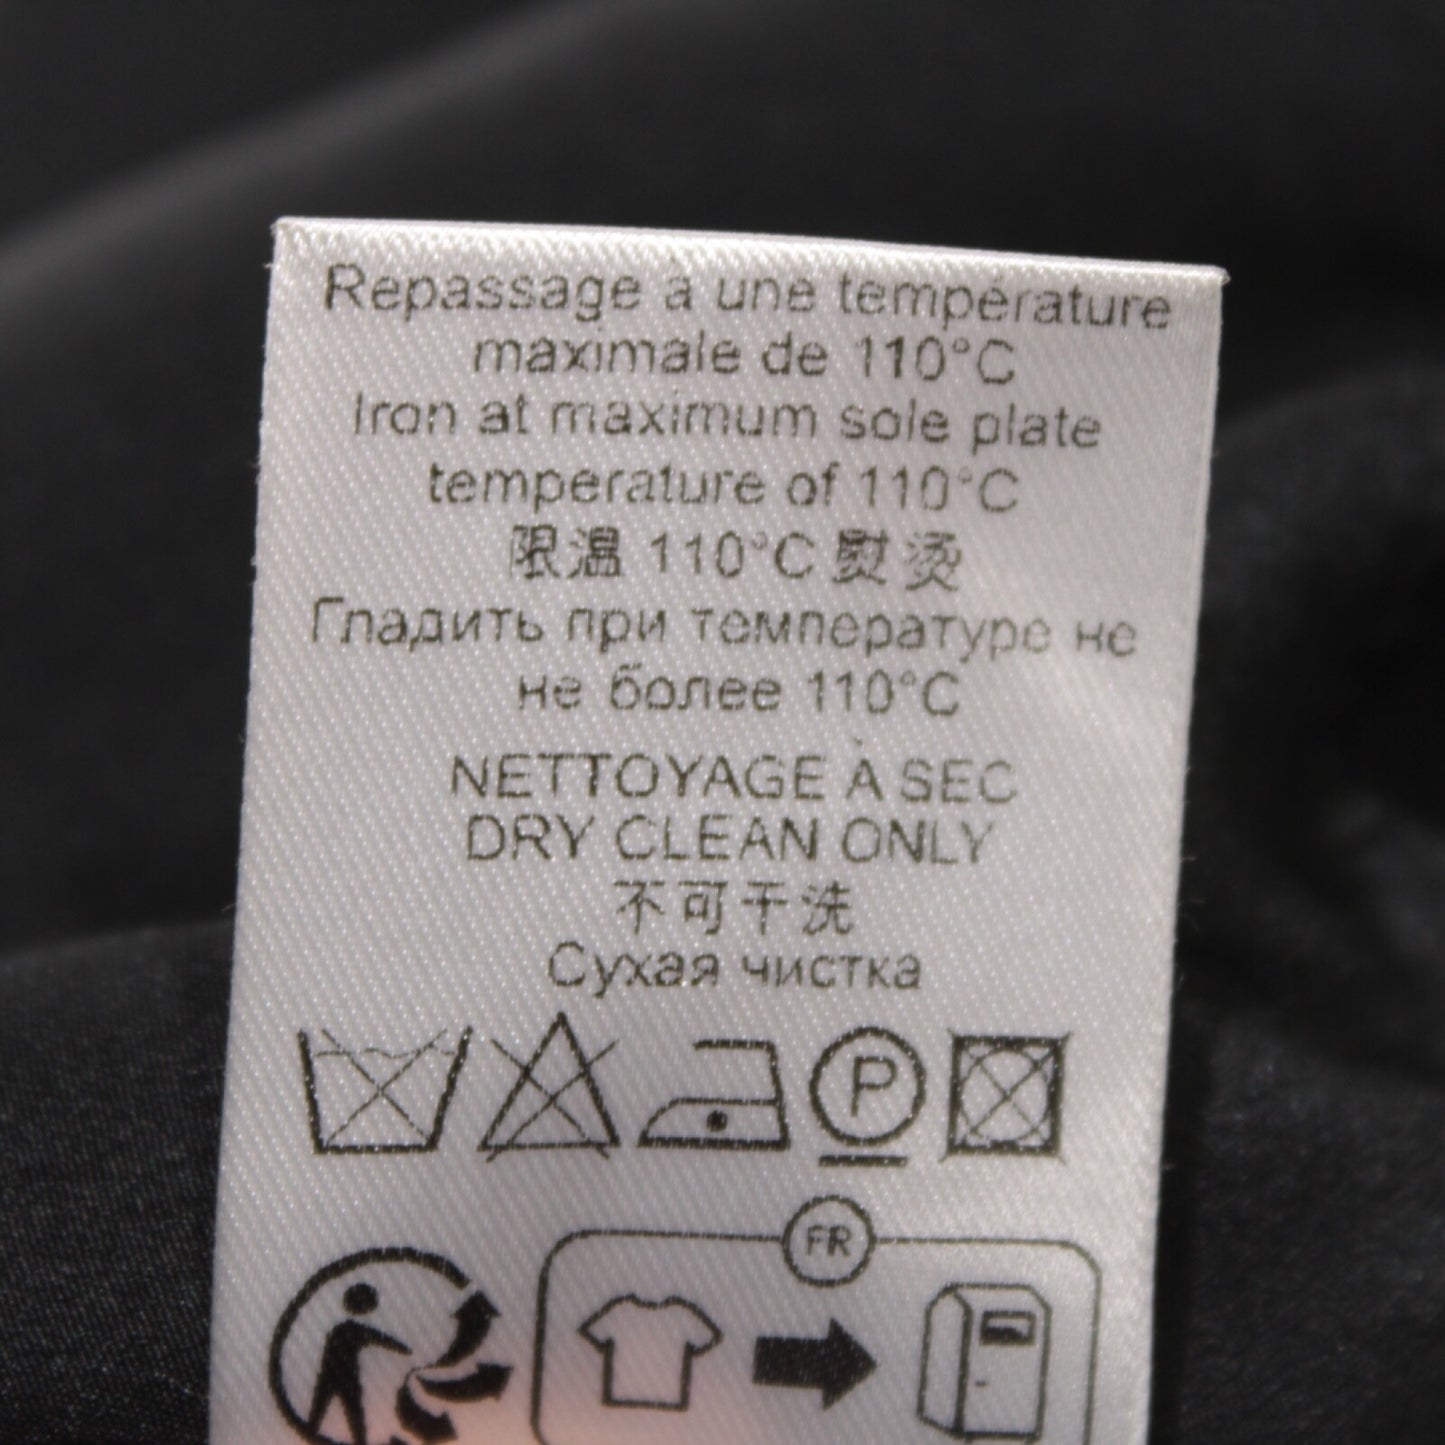 Repassage à une température
maximale de 110°C
Iron at maximum sole plate
temperature of 110°C
限温 110°C 熨烫
Гладить при температуре не
не более 110°C
NETTOYAGE À SEC
DRY CLEAN ONLY
不可干洗
Сухая чистка
P
FR